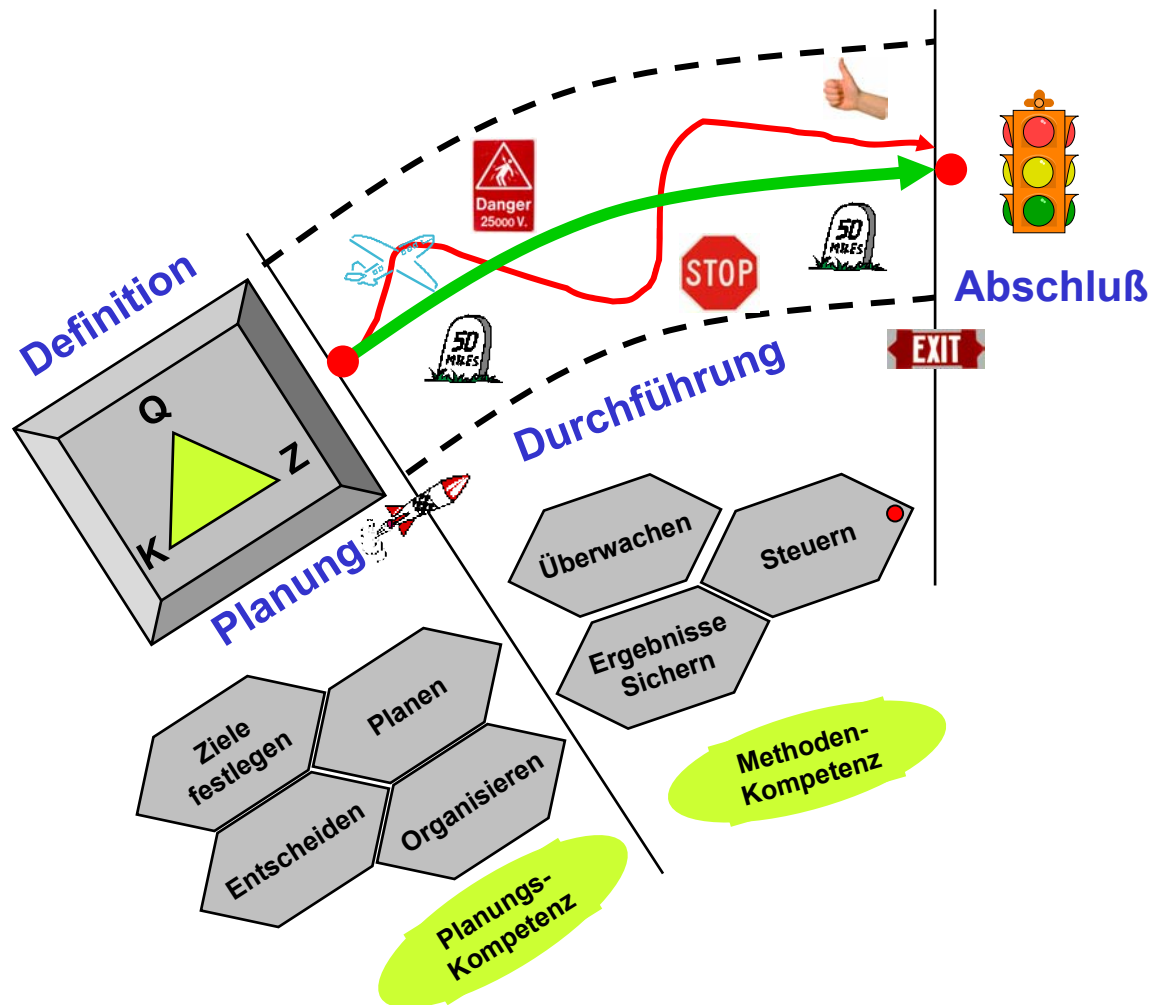 Definition
Q
Z
K
Planung
Danger
25000 V.
50
MILES
STOP
50
MILES
Durchführung
Abschluß
EXIT
Überwachen
Steuern
Ergebnisse
Sichern
Ziele
festlegen
Planen
Entscheiden
Organisieren
Methoden-
Kompetenz
Planungs-
Kompetenz